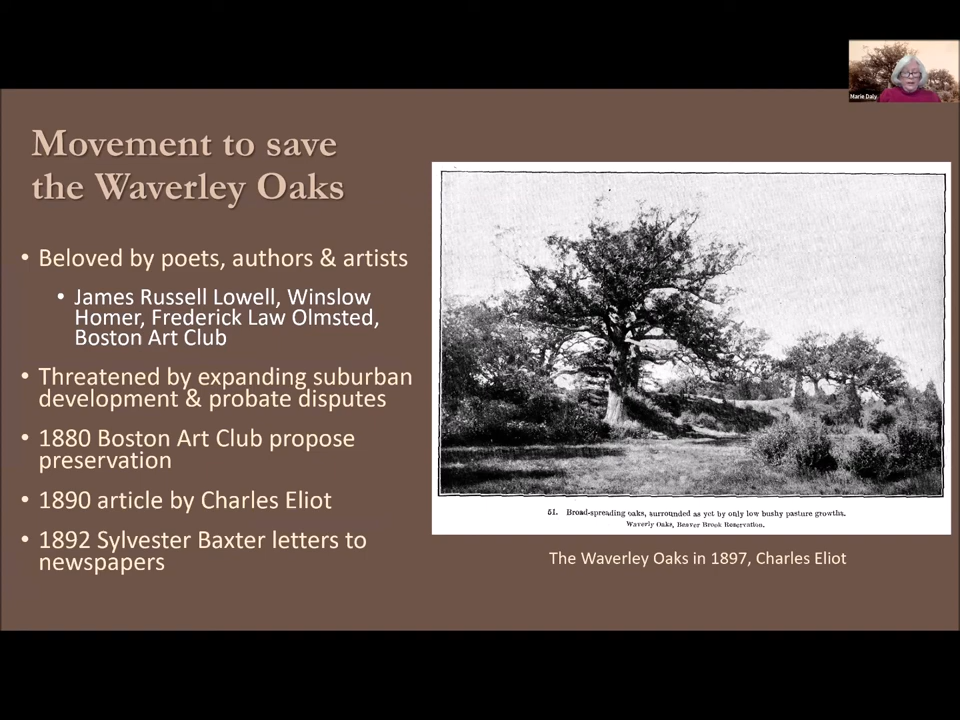 Marie Daly
Movement to save
the Waverley Oaks
• Beloved by poets, authors & artists
• James Russell Lowell, Winslow
Homer, Frederick Law Olmsted,
Boston Art Club
• Threatened by expanding suburban
development & probate disputes
• 1880 Boston Art Club propose
preservation
• 1890 article by Charles Eliot
• 1892 Sylvester Baxter letters to
newspapers
51. Broad-spreading oaks, surrounded as yet by only low bushy pasture growths.
Waverly Oaks, Beaver Brook Reservation.
The Waverley Oaks in 1897, Charles Eliot